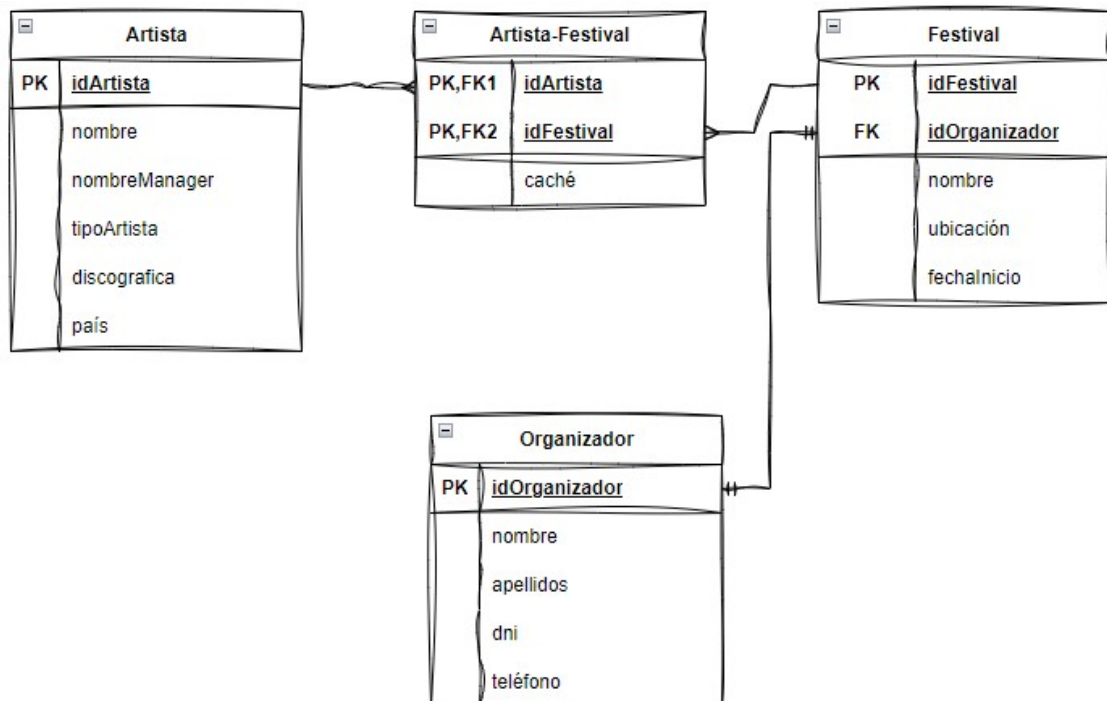 Artista
PK idArtista
nombre
nombreManager
tipoArtista
discografica
país
Artista-Festival
PK,FK1 idArtista
PK,FK2 idFestival
caché
Festival
PK idFestival
FK idOrganizador
nombre
ubicación
fechaInicio
Organizador
PK idOrganizador
nombre
apellidos
dni
teléfono